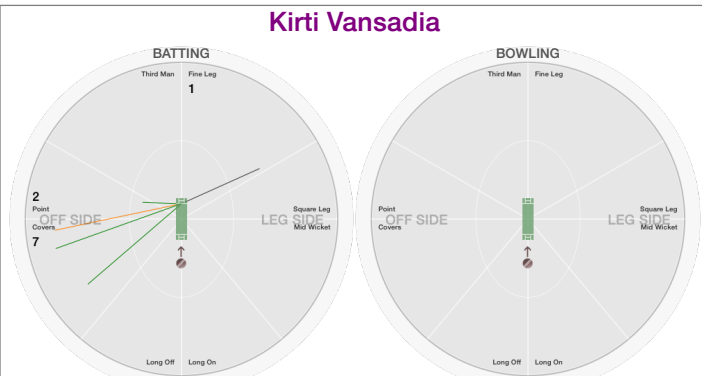 Kirti Vansadia
BATTING
Third Man
Fine Leg
1
2
Point
OFF SIDE
Covers
7
Square Leg
LEG SIDE
Mid Wicket
Long Off
Long On
BOWLING
Third Man
Fine Leg
Point
OFF SIDE
Covers
Square Leg
LEG SIDE
Mid Wicket
Long Off
Long On